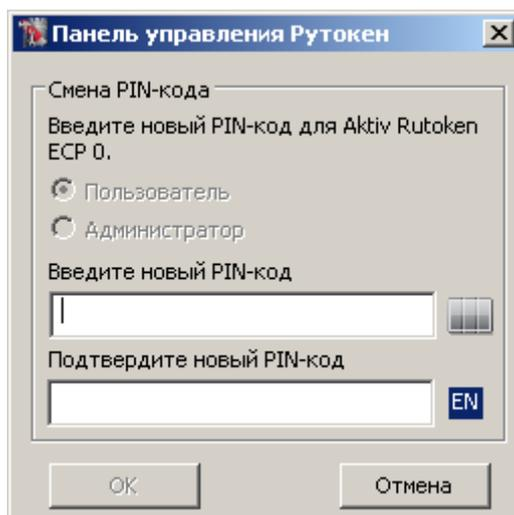 Панель управления Рутокен
Смена PIN-кода
Введите новый PIN-код для Aktiv Rutoken
ECP 0.
Пользователь
Администратор
Введите новый PIN-код
Подтвердите новый PIN-код
EN
OK
Отмена